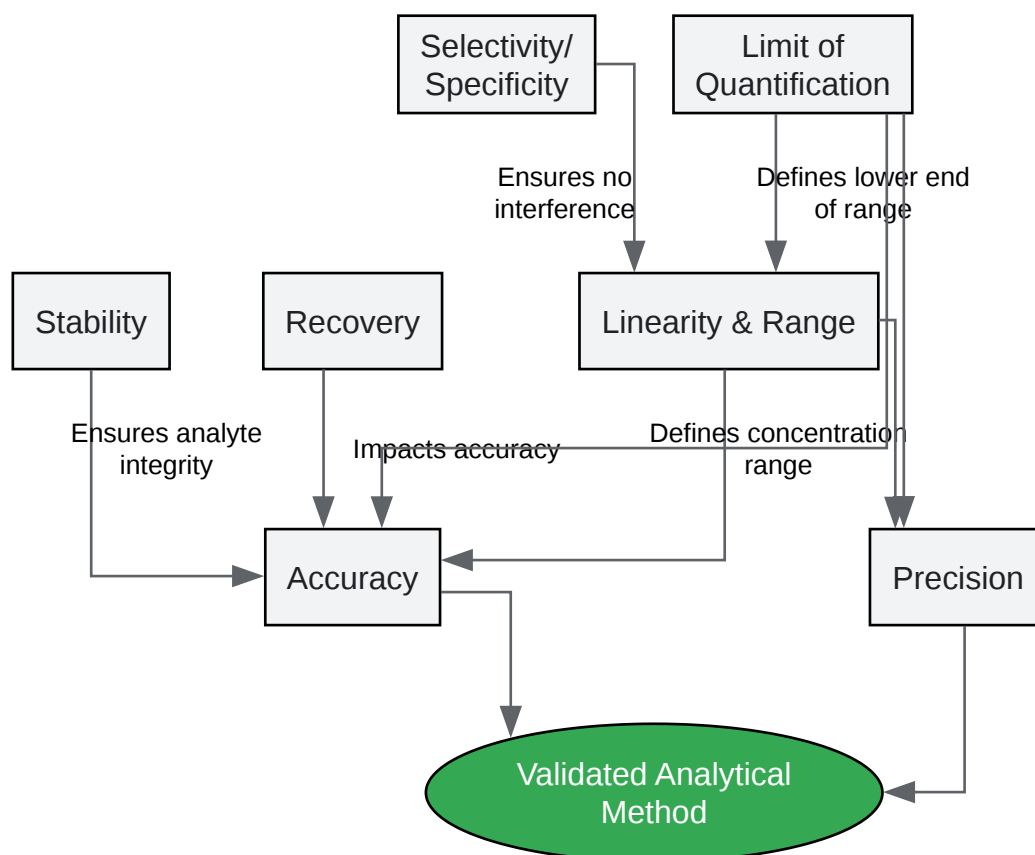 Selectivity/
Specificity
Limit of
Quantification
Ensures no
interference
Defines lower end
of range
Stability
Recovery
Linearity & Range
Ensures analyte
integrity
Impacts accuracy
Defines concentration
range
Accuracy
Precision
Validated Analytical
Method